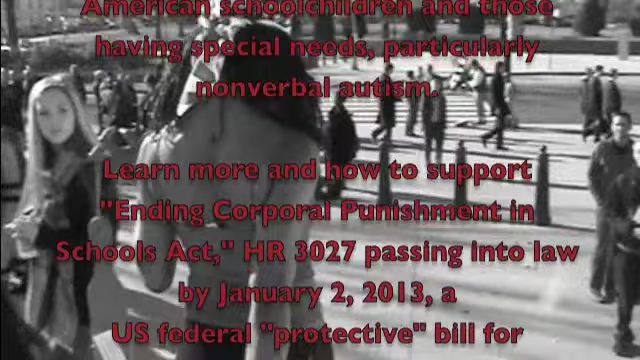 American schoolchildren and those
having special needs, particularly
nonverbal autism.
Learn more and how to support
"Ending Corporal Punishment in
Schools Act," HR 3027 passing into law
by January 2, 2013, a
US federal "protective" bill for